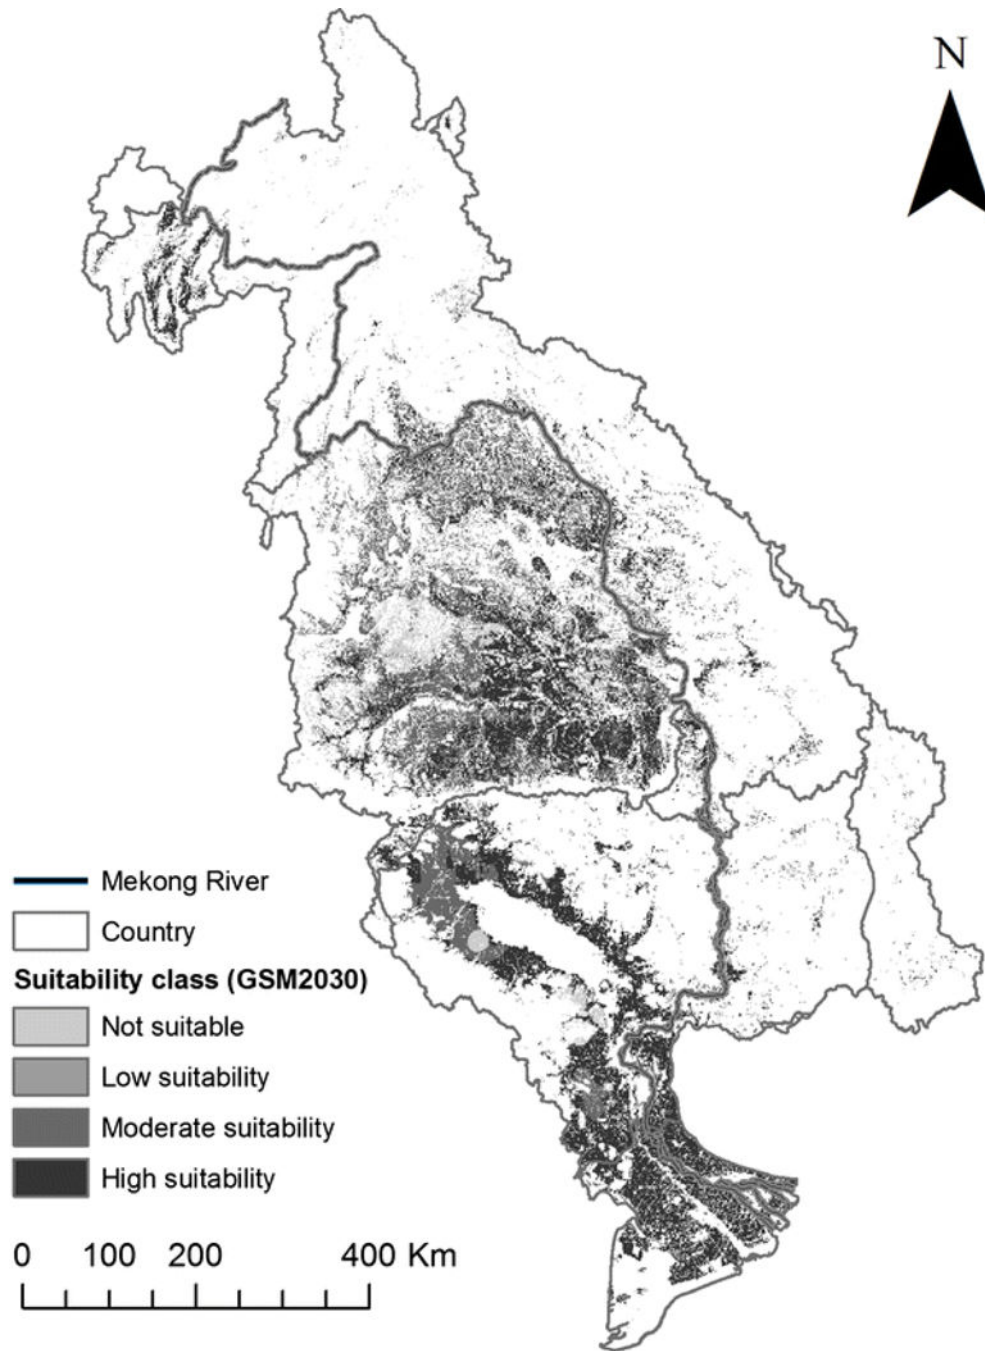 N
Mekong River
Country
Suitability class (GSM2030)
Not suitable
Low suitability
Moderate suitability
High suitability
0 100 200 400 Km